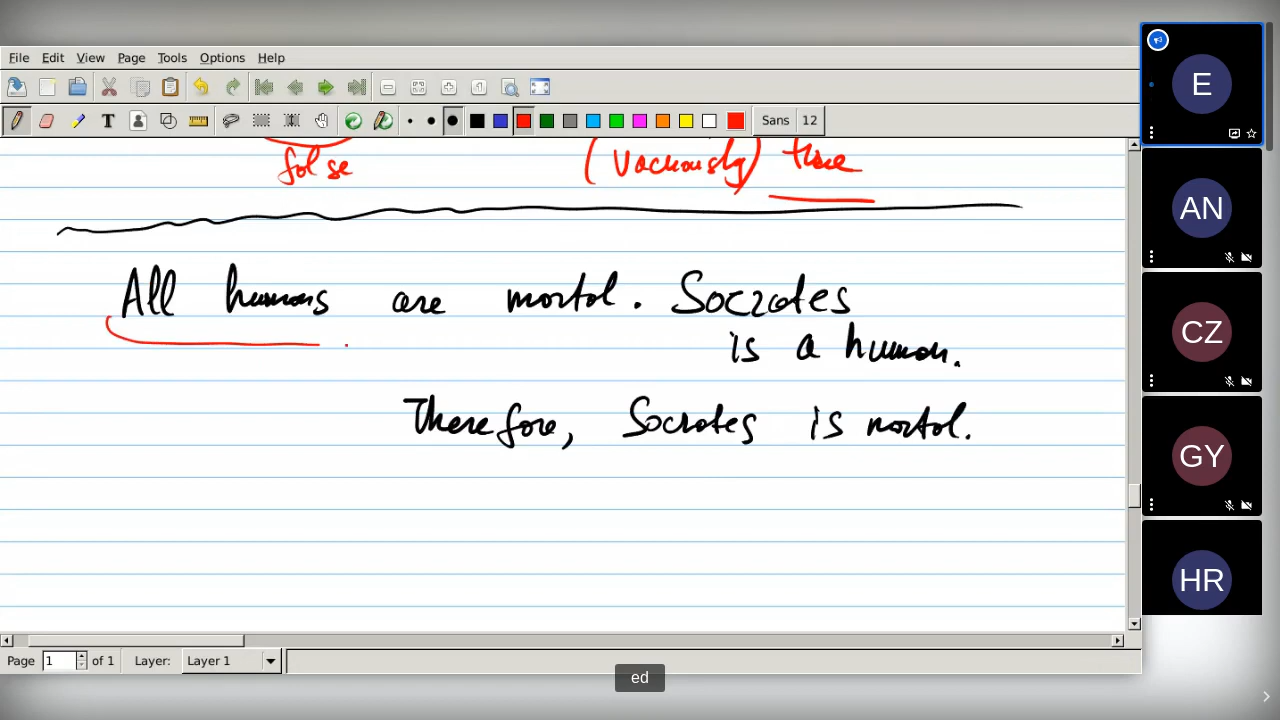 File Edit View Page Tools Options Help
Sans 12
false (Vacuously) true
All humans are mortal. Socrates
is a human.
Therefore, Socrates is mortal.
Page 1 of 1 Layer: Layer 1
ed
E
AN
CZ
GY
HR